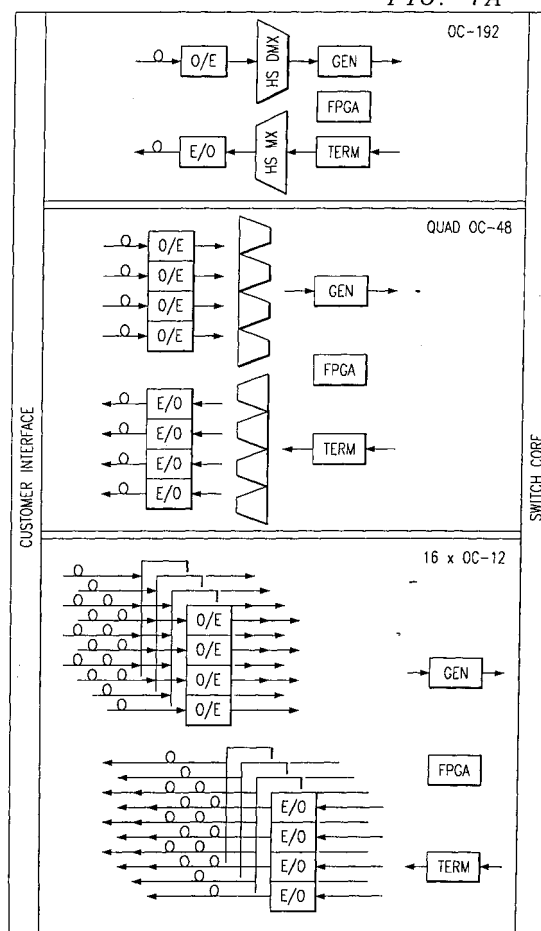 FIG. 7A
OC-192
O/E
HS DMX
GEN
FPGA
E/O
HS MX
TERM
QUAD OC-48
O/E
O/E
O/E
O/E
GEN
FPGA
E/O
E/O
E/O
E/O
TERM
CUSTOMER INTERFACE
SWITCH CORE
16 x OC-12
O/E
O/E
O/E
O/E
GEN
FPGA
E/O
E/O
E/O
E/O
TERM